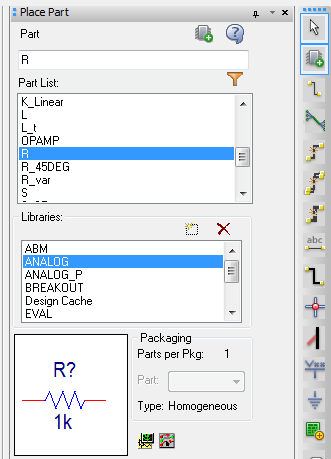 Place Part
Part
R
Part List:
K_Linear
L
L_t
OPAMP
R
R_45DEG
R_var
S
Libraries:
ABM
ANALOG
ANALOG_P
BREAKOUT
Design Cache
EVAL
Packaging
Parts per Pkg: 1
Part:
Type: Homogeneous
R?
1k
abc